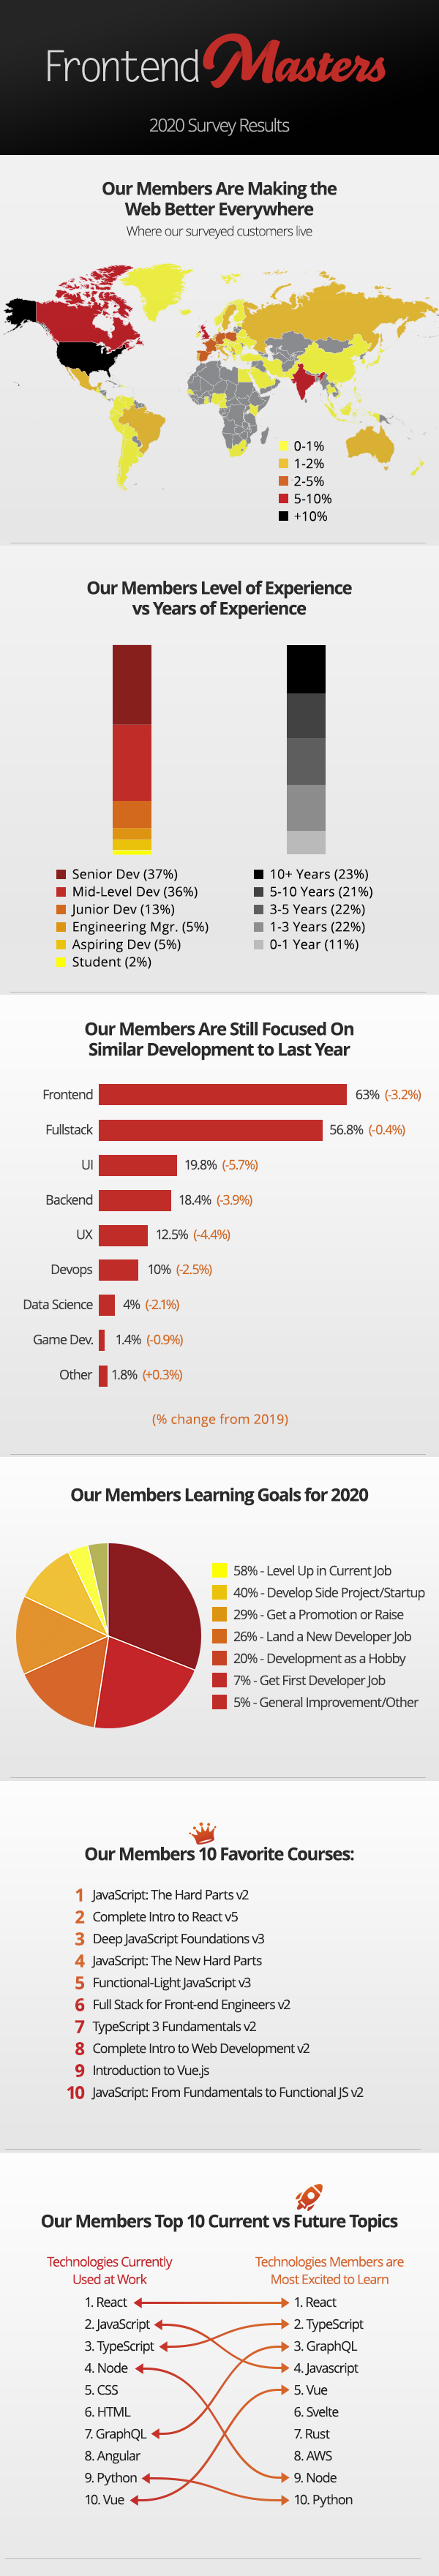 Frontend Masters
2020 Survey Results
Our Members Are Making the
Web Better Everywhere
Where our surveyed customers live
0-1%
1-2%
2-5%
5-10%
+10%
Our Members Level of Experience
vs Years of Experience
Senior Dev (37%)
Mid-Level Dev (36%)
Junior Dev (13%)
Engineering Mgr. (5%)
Aspiring Dev (5%)
Student (2%)
10+ Years (23%)
5-10 Years (21%)
3-5 Years (22%)
1-3 Years (22%)
0-1 Year (11%)
Our Members Are Still Focused On
Similar Development to Last Year
Frontend 63% (-3.2%)
Fullstack 56.8% (-0.4%)
UI 19.8% (-5.7%)
Backend 18.4% (-3.9%)
UX 12.5% (-4.4%)
Devops 10% (-2.5%)
Data Science 4% (-2.1%)
Game Dev. 1.4% (-0.9%)
Other 1.8% (+0.3%)
(% change from 2019)
Our Members Learning Goals for 2020
58% - Level Up in Current Job
40% - Develop Side Project/Startup
29% - Get a Promotion or Raise
26% - Land a New Developer Job
20% - Development as a Hobby
7% - Get First Developer Job
5% - General Improvement/Other
Our Members 10 Favorite Courses:
1 JavaScript: The Hard Parts v2
2 Complete Intro to React v5
3 Deep JavaScript Foundations v3
4 JavaScript: The New Hard Parts
5 Functional-Light JavaScript v3
6 Full Stack for Front-end Engineers v2
7 TypeScript 3 Fundamentals v2
8 Complete Intro to Web Development v2
9 Introduction to Vue.js
10 JavaScript: From Fundamentals to Functional JS v2
Our Members Top 10 Current vs Future Topics
Technologies Currently
Used at Work
1. React
2. JavaScript
3. TypeScript
4. Node
5. CSS
6. HTML
7. GraphQL
8. Angular
9. Python
10. Vue
Technologies Members are
Most Excited to Learn
1. React
2. TypeScript
3. GraphQL
4. Javascript
5. Vue
6. Svelte
7. Rust
8. AWS
9. Node
10. Python